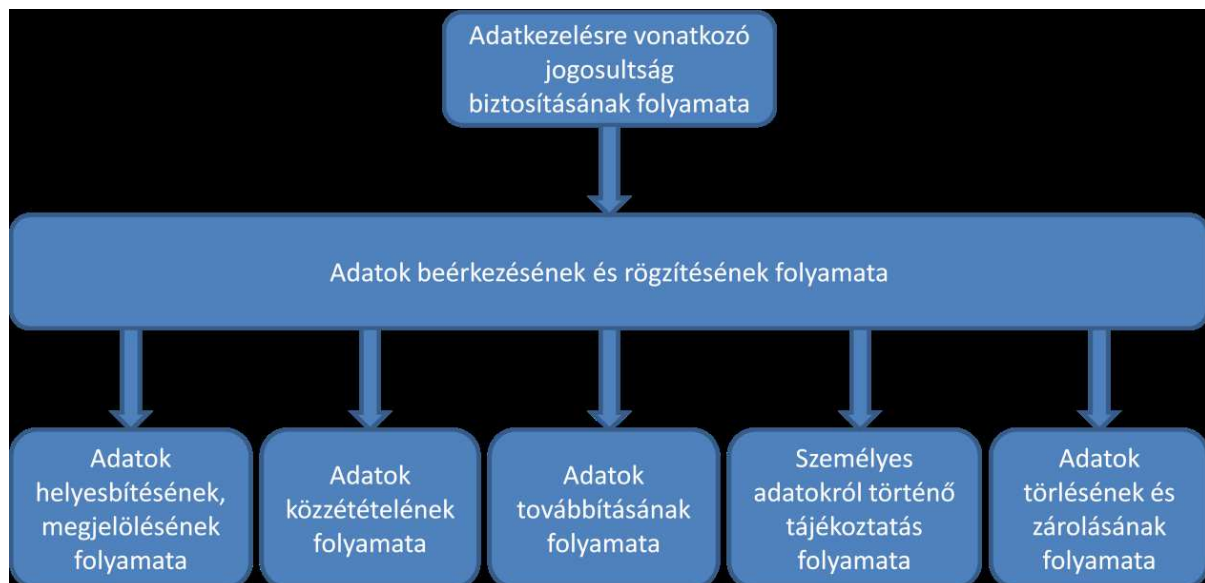 Adatkezelésre vonatkozó
jogosultság
biztosításának folyamata
Adatok beérkezésének és rögzítésének folyamata
Adatok
helyesbítésének,
megjelölésének
folyamata
Adatok
közzétételének
folyamata
Adatok
továbbításának
folyamata
Személyes
adatokról történő
tájékoztatás
folyamata
Adatok
törlésének és
zárolásának
folyamata